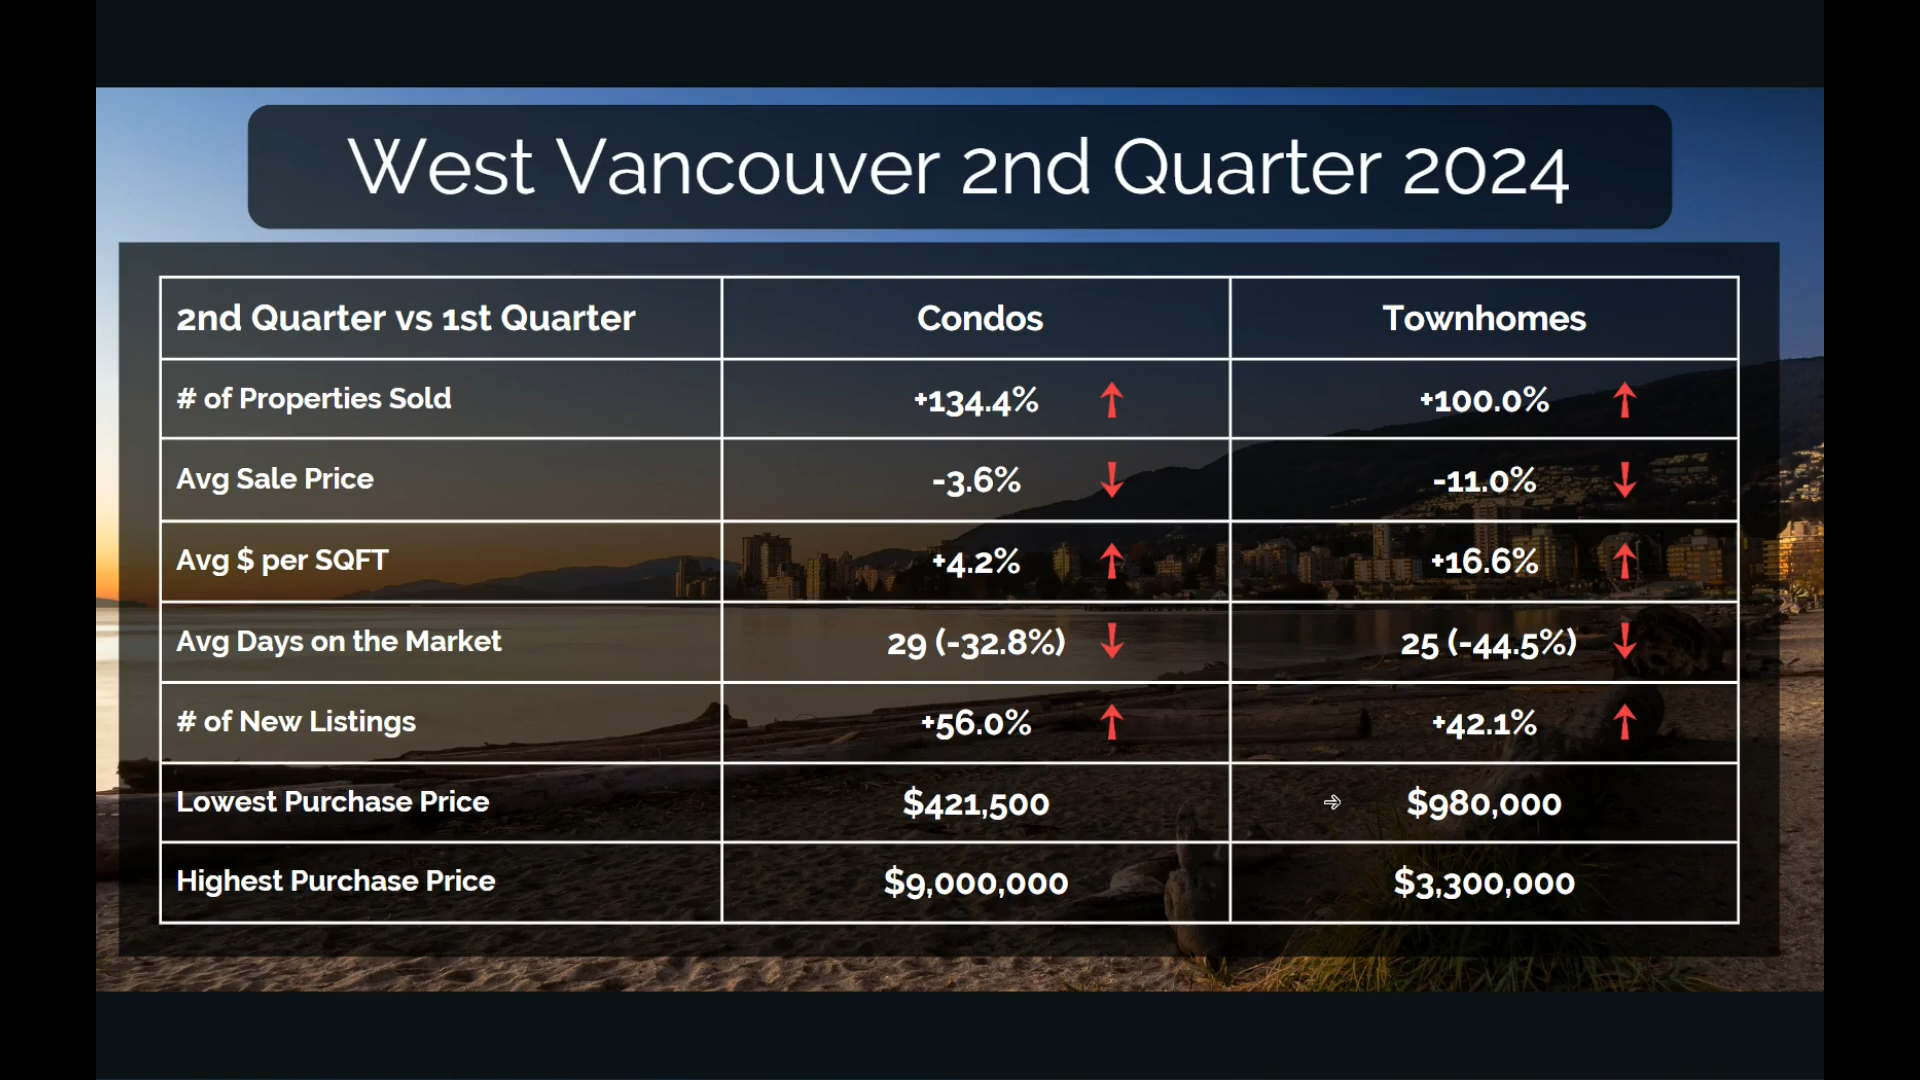 West Vancouver 2nd Quarter 2024
2nd Quarter vs 1st Quarter Condos Townhomes
# of Properties Sold +134.4% +100.0%
Avg Sale Price -3.6% -11.0%
Avg $ per SQFT +4.2% +16.6%
Avg Days on the Market 29 (-32.8%) 25 (-44.5%)
# of New Listings +56.0% +42.1%
Lowest Purchase Price $421,500 $980,000
Highest Purchase Price $9,000,000 $3,300,000